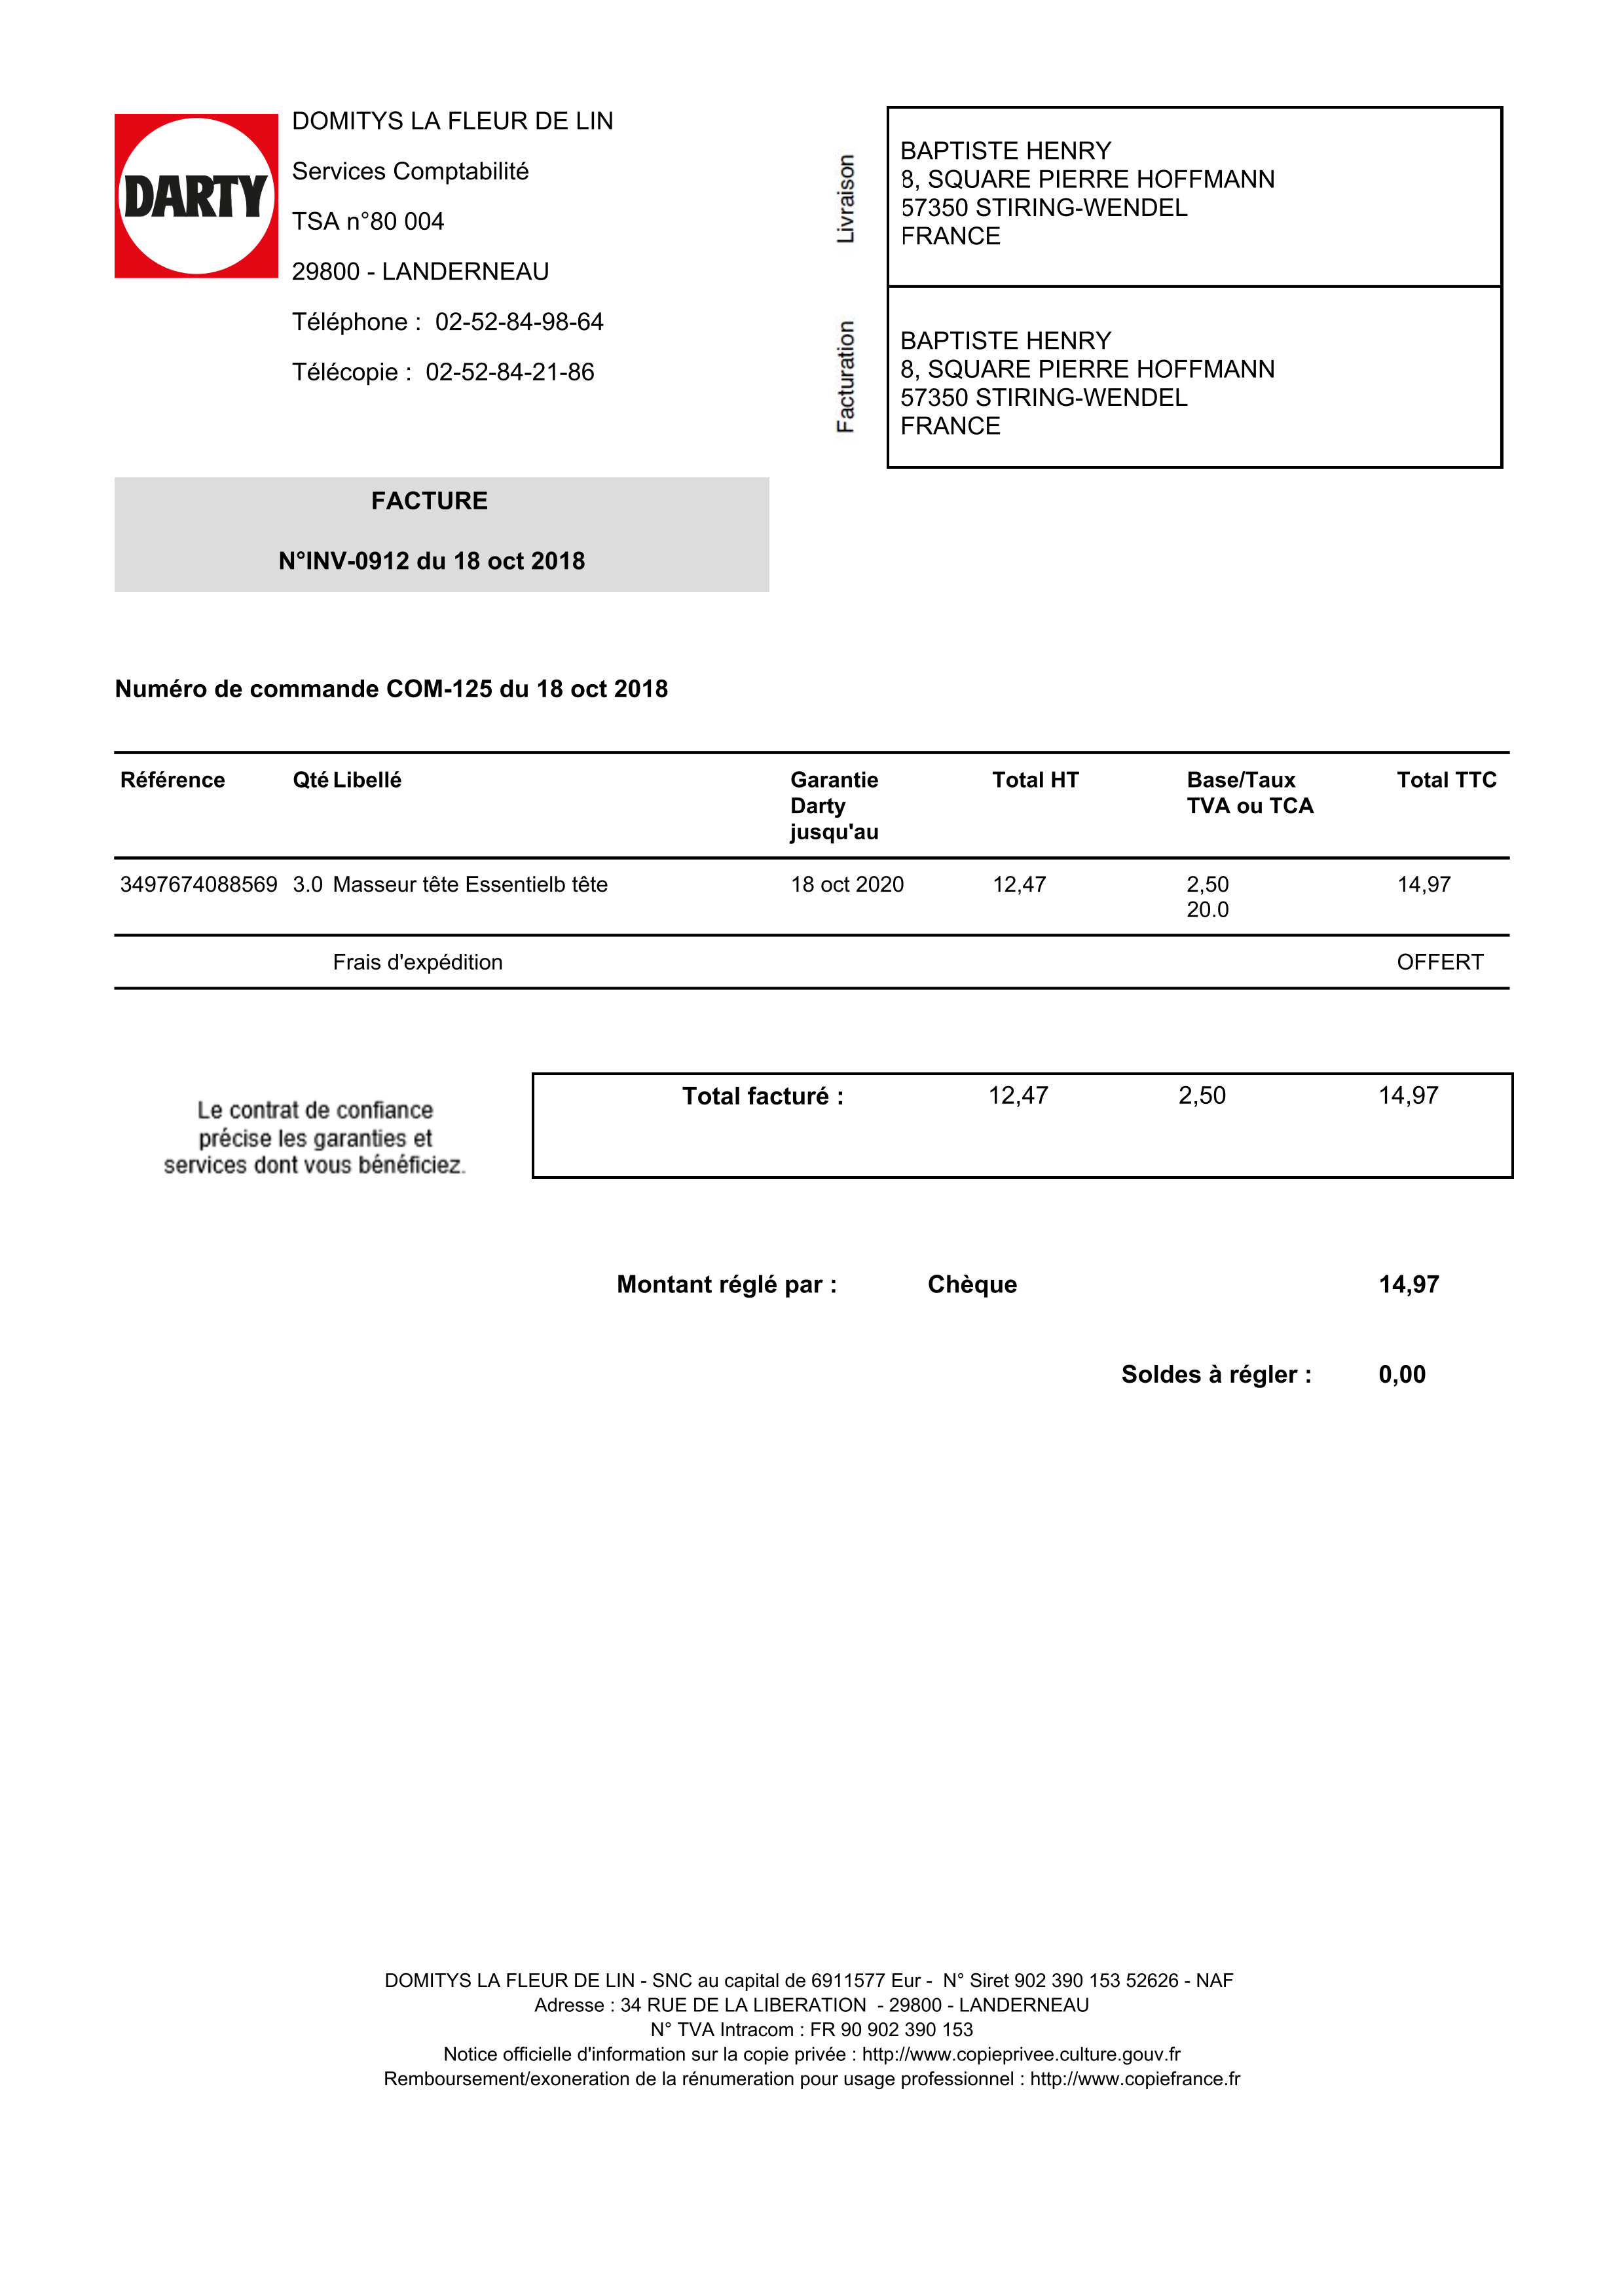 DARTY
DOMITYS LA FLEUR DE LIN
Services Comptabilité
TSA n°80 004
29800 - LANDERNEAU
Téléphone : 02-52-84-98-64
Télécopie : 02-52-84-21-86
Livraison
BAPTISTE HENRY
8, SQUARE PIERRE HOFFMANN
57350 STIRING-WENDEL
FRANCE
Facturation
BAPTISTE HENRY
8, SQUARE PIERRE HOFFMANN
57350 STIRING-WENDEL
FRANCE
FACTURE
N°INV-0912 du 18 oct 2018
Numéro de commande COM-125 du 18 oct 2018
Référence Qté Libellé Garantie Darty jusqu'au Total HT Base/Taux TVA ou TCA Total TTC
3497674088569 3.0 Masseur tête Essentielb tête 18 oct 2020 12,47 2,50 14,97
20.0
Frais d'expédition OFFERT
Le contrat de confiance
précise les garanties et
services dont vous bénéficiez.
Total facturé : 12,47 2,50 14,97
Montant réglé par : Chèque 14,97
Soldes à régler : 0,00
DOMITYS LA FLEUR DE LIN - SNC au capital de 6911577 Eur - N° Siret 902 390 153 52626 - NAF
Adresse : 34 RUE DE LA LIBERATION - 29800 - LANDERNEAU
N° TVA Intracom : FR 90 902 390 153
Notice officielle d'information sur la copie privée : http://www.copieprivee.culture.gouv.fr
Remboursement/exoneration de la rénumeration pour usage professionnel : http://www.copiefrance.fr